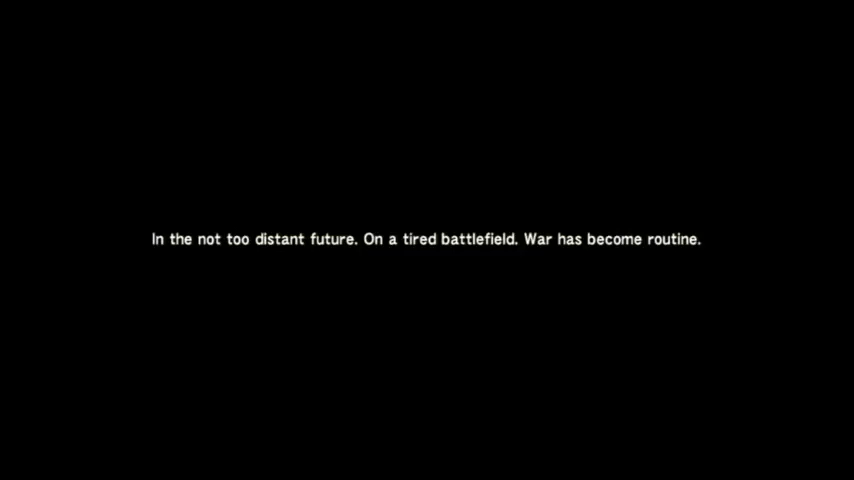 In the not too distant future. On a tired battlefield. War has become routine.